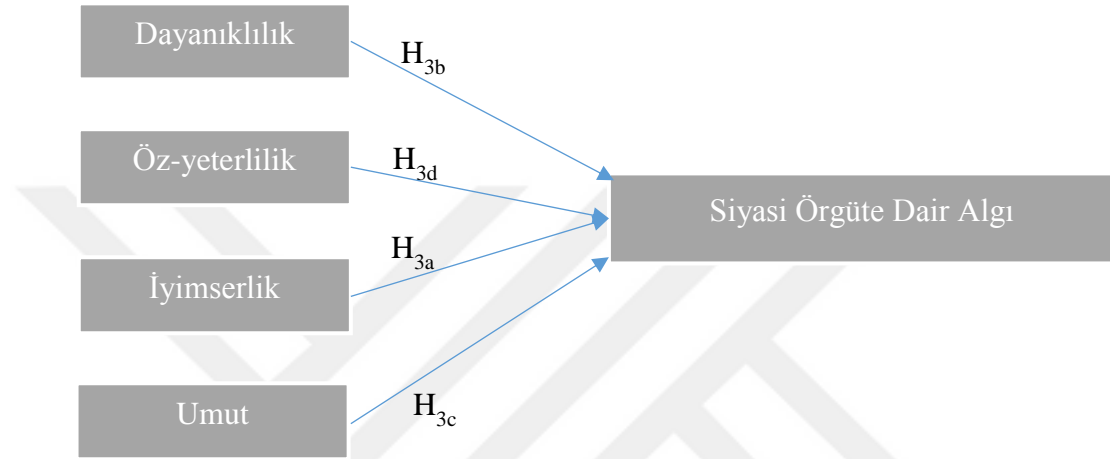 Dayanıklılık
H3b
Öz-yeterlilik
H3d
Siyasi Örgüte Dair Algı
H3a
İyimserlik
Umut
H3c